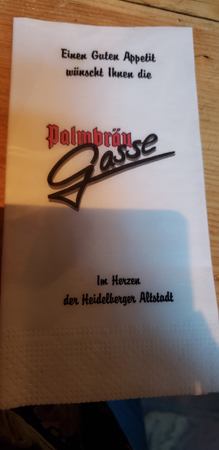 Einen Guten Appetit
wünscht Ihnen die
Palmbräu
Gasse
Im Herzen
der Heidelberger Altstadt